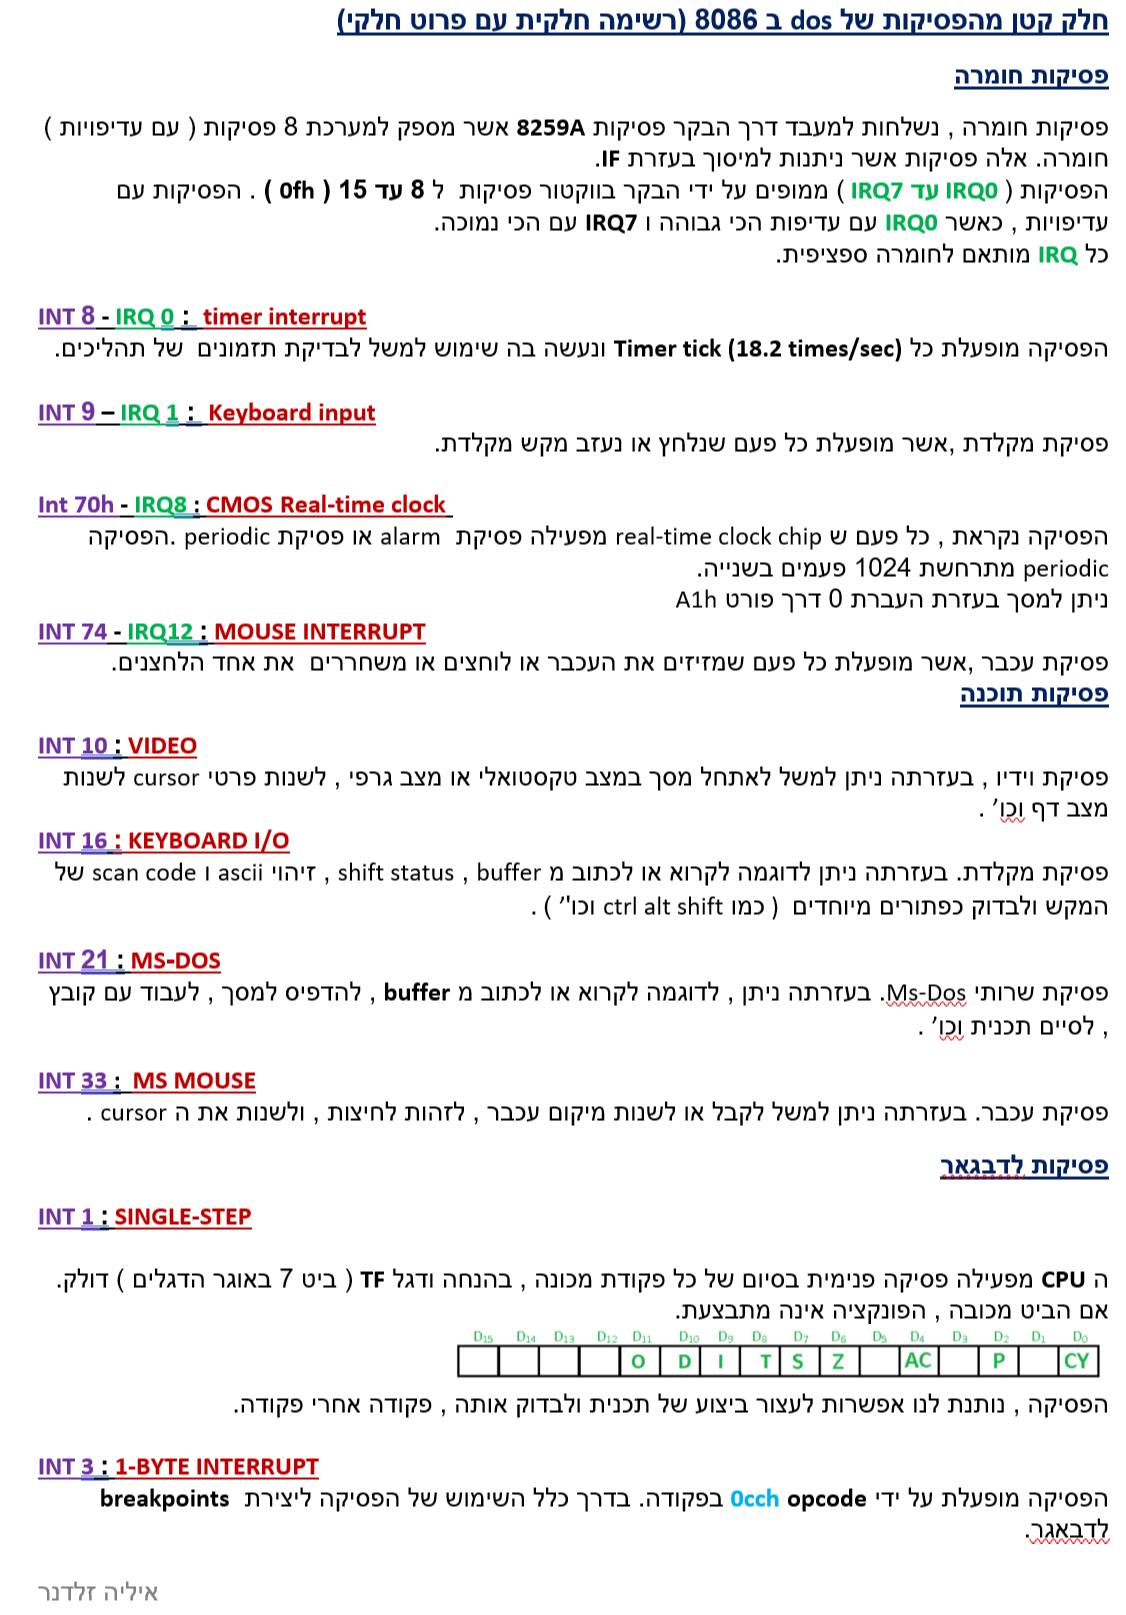 חלק קטן מהפסיקות של dos ב 8086 (רשימה חלקית עם פרוט חלקי)
פסיקות חומרה
פסיקות חומרה , נשלחות למעבד דרך הבקר פסיקות 8259A אשר מספק למערכת 8 פסיקות ( עם עדיפויות )
חומרה. אלה פסיקות אשר ניתנות למיסוך בעזרת IF.
הפסיקות ( IRQ0 עד IRQ7 ) ממופים על ידי הבקר בווקטור פסיקות ל 8 עד 15 ( 0fh ) . הפסיקות עם
עדיפויות , כאשר IRQ0 עם עדיפות הכי גבוהה ו IRQ7 עם הכי נמוכה.
כל IRQ מותאם לחומרה ספציפית.
INT 8 - IRQ 0 : timer interrupt
הפסיקה מופעלת כל Timer tick (18.2 times/sec) ונעשה בה שימוש למשל לבדיקת תזמונים של תהליכים.
INT 9 – IRQ 1 : Keyboard input
פסיקת מקלדת ,אשר מופעלת כל פעם שנלחץ או נעזב מקש מקלדת.
Int 70h - IRQ8 : CMOS Real-time clock
הפסיקה נקראת , כל פעם ש real-time clock chip מפעילה פסיקת alarm או פסיקת periodic .הפסיקה
periodic מתרחשת 1024 פעמים בשנייה.
ניתן למסך בעזרת העברת 0 דרך פורט A1h
INT 74 - IRQ12 : MOUSE INTERRUPT
פסיקת עכבר ,אשר מופעלת כל פעם שמזיזים את העכבר או לוחצים או משחררים את אחד הלחצנים.
פסיקות תוכנה
INT 10 : VIDEO
פסיקת וידיו , בעזרתה ניתן למשל לאתחל מסך במצב טקסטואלי או מצב גרפי , לשנות פרטי cursor לשנות
מצב דף וכו' .
INT 16 : KEYBOARD I/O
פסיקת מקלדת. בעזרתה ניתן לדוגמה לקרוא או לכתוב מ shift status , buffer , זיהוי ascii ו scan code של
המקש ולבדוק כפתורים מיוחדים ( כמו ctrl alt shift וכו'' ) .
INT 21 : MS-DOS
פסיקת שרותי Ms-Dos. בעזרתה ניתן , לדוגמה לקרוא או לכתוב מ buffer , להדפיס למסך , לעבוד עם קובץ
, לסיים תכנית וכו' .
INT 33 : MS MOUSE
פסיקת עכבר. בעזרתה ניתן למשל לקבל או לשנות מיקום עכבר , לזהות לחיצות , ולשנות את ה cursor .
פסיקות לדבגאר
INT 1 : SINGLE-STEP
ה CPU מפעילה פסיקה פנימית בסיום של כל פקודת מכונה , בהנחה ודגל TF ( ביט 7 באוגר הדגלים ) דולק.
אם הביט מכובה , הפונקציה אינה מתבצעת.
D15 D14 D13 D12 D11 D10 D9 D8 D7 D6 D5 D4 D3 D2 D1 D0
O D I T S Z AC P CY
הפסיקה , נותנת לנו אפשרות לעצור ביצוע של תכנית ולבדוק אותה , פקודה אחרי פקודה.
INT 3 : 1-BYTE INTERRUPT
הפסיקה מופעלת על ידי 0cch opcode בפקודה. בדרך כלל השימוש של הפסיקה ליצירת breakpoints
לדבאגר.
איליה זלדנר